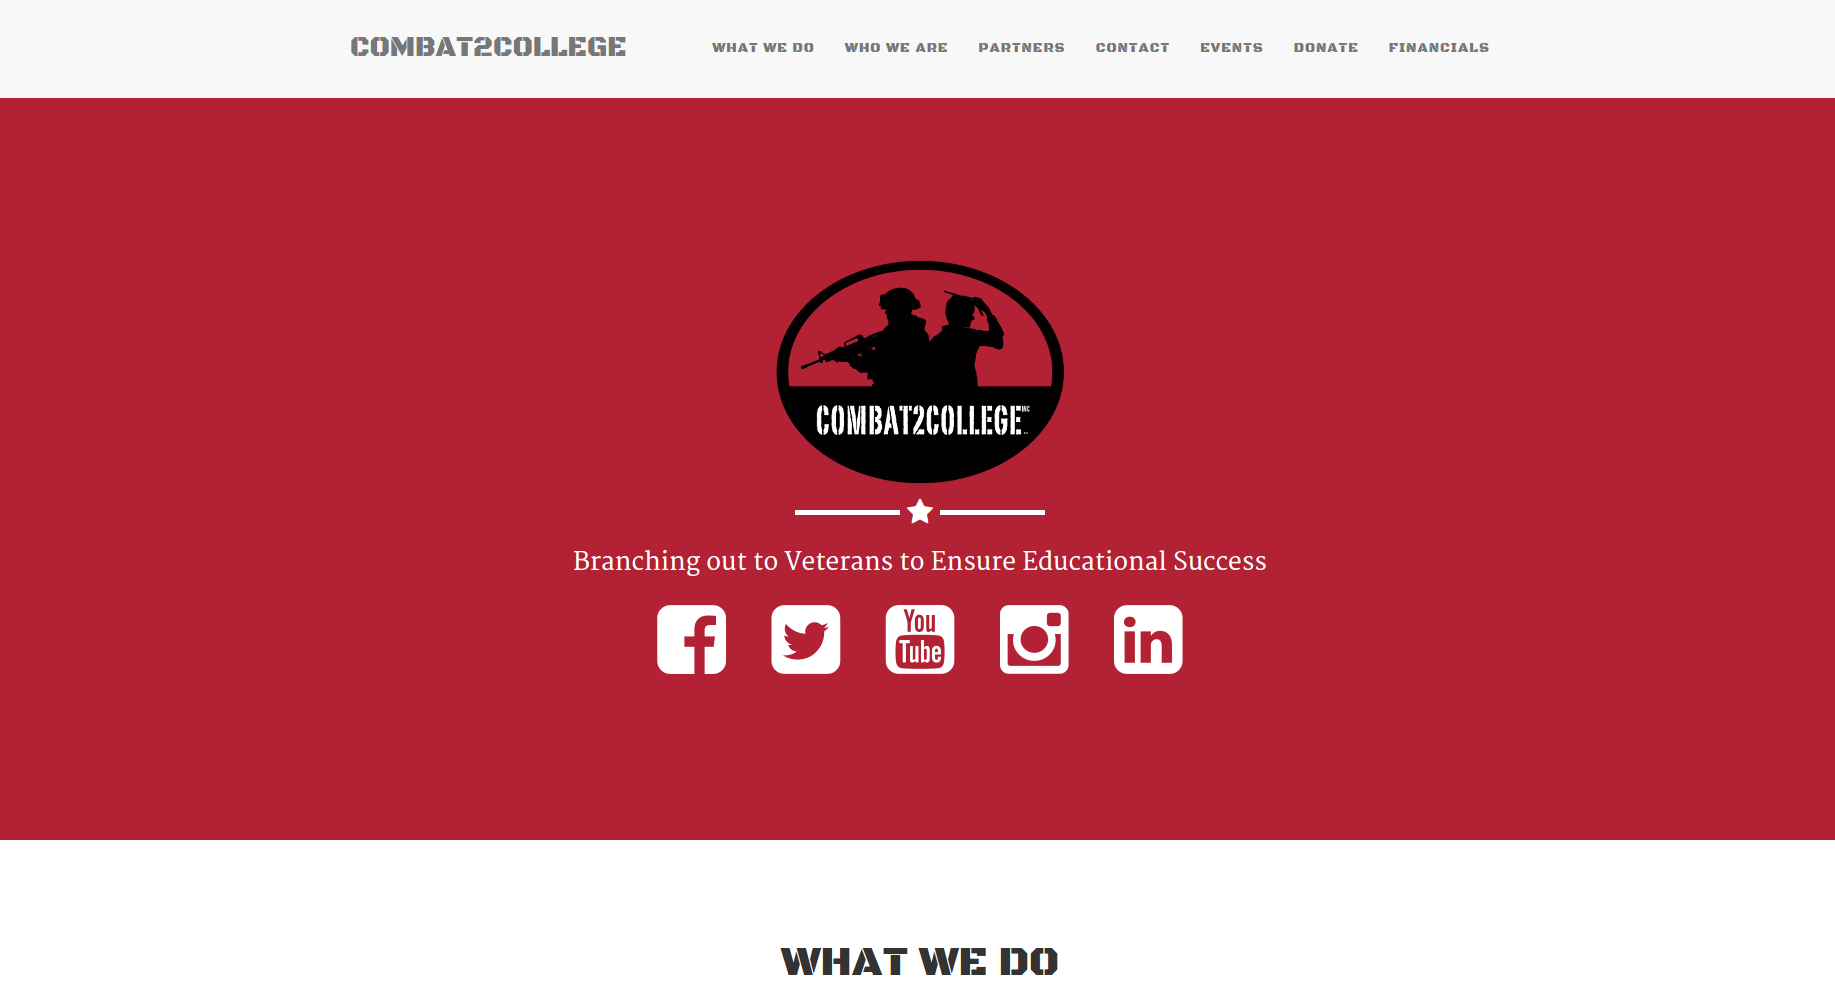 COMBAT2COLLEGE
WHAT WE DO WHO WE ARE PARTNERS CONTACT EVENTS DONATE FINANCIALS
COMBAT2COLLEGE INC
Branching out to Veterans to Ensure Educational Success
You
Tube
in
WHAT WE DO